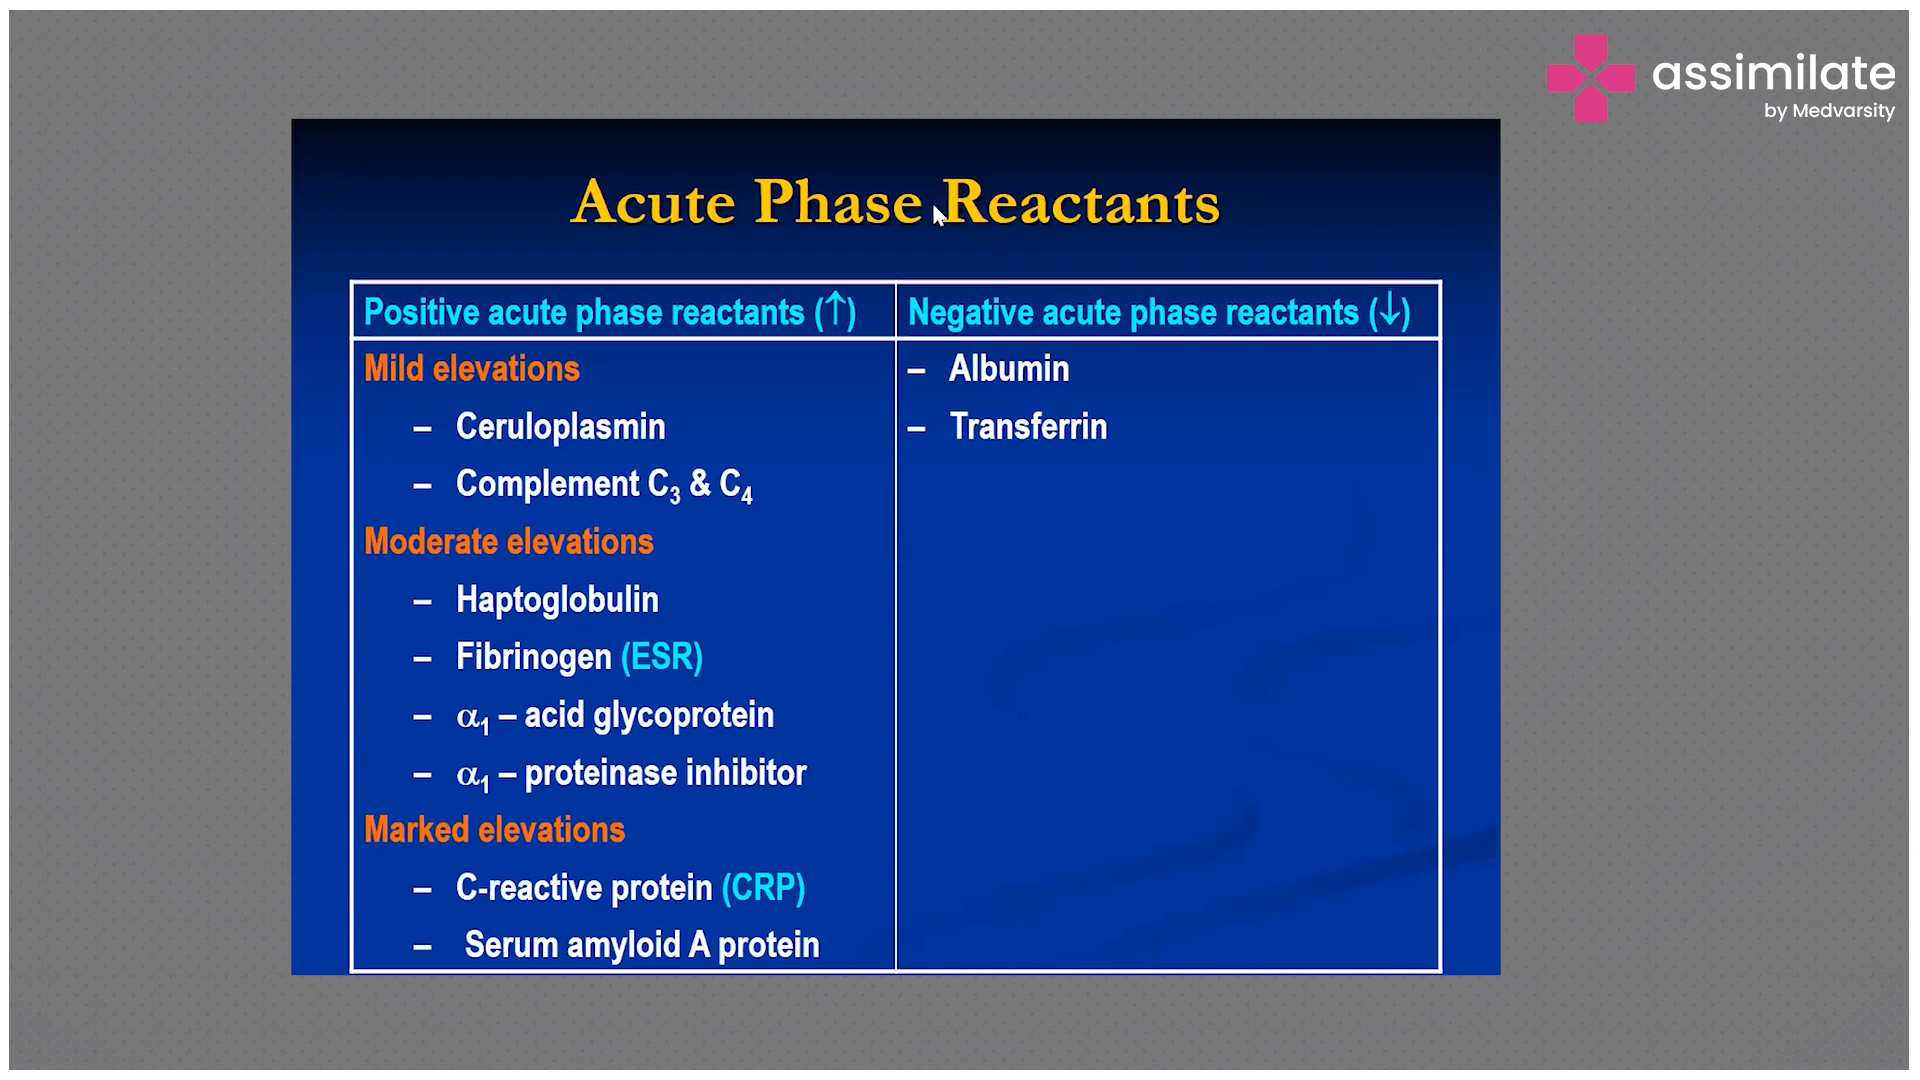 assimilate
by Medvarsity
Acute Phase Reactants
Positive acute phase reactants (↑)
Negative acute phase reactants (↓)
Mild elevations
– Ceruloplasmin
– Complement C₃ & C₄
Moderate elevations
– Haptoglobulin
– Fibrinogen (ESR)
– α₁ – acid glycoprotein
– α₁ – proteinase inhibitor
Marked elevations
– C-reactive protein (CRP)
– Serum amyloid A protein
– Albumin
– Transferrin